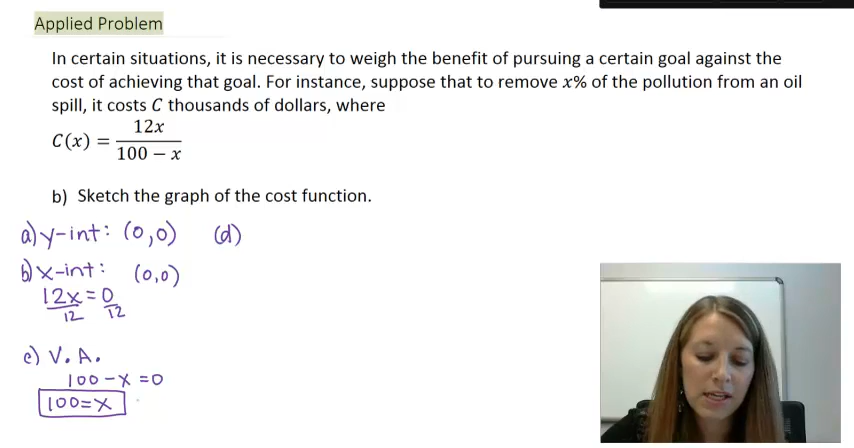 Applied Problem
In certain situations, it is necessary to weigh the benefit of pursuing a certain goal against the
cost of achieving that goal. For instance, suppose that to remove x% of the pollution from an oil
spill, it costs C thousands of dollars, where
C(x) = 12x / 100 − x
b) Sketch the graph of the cost function.
a) y-int: (0,0) (d)
b) x-int: (0,0)
12x = 0
12 12
c) V.A.
100 - x = 0
100 = x